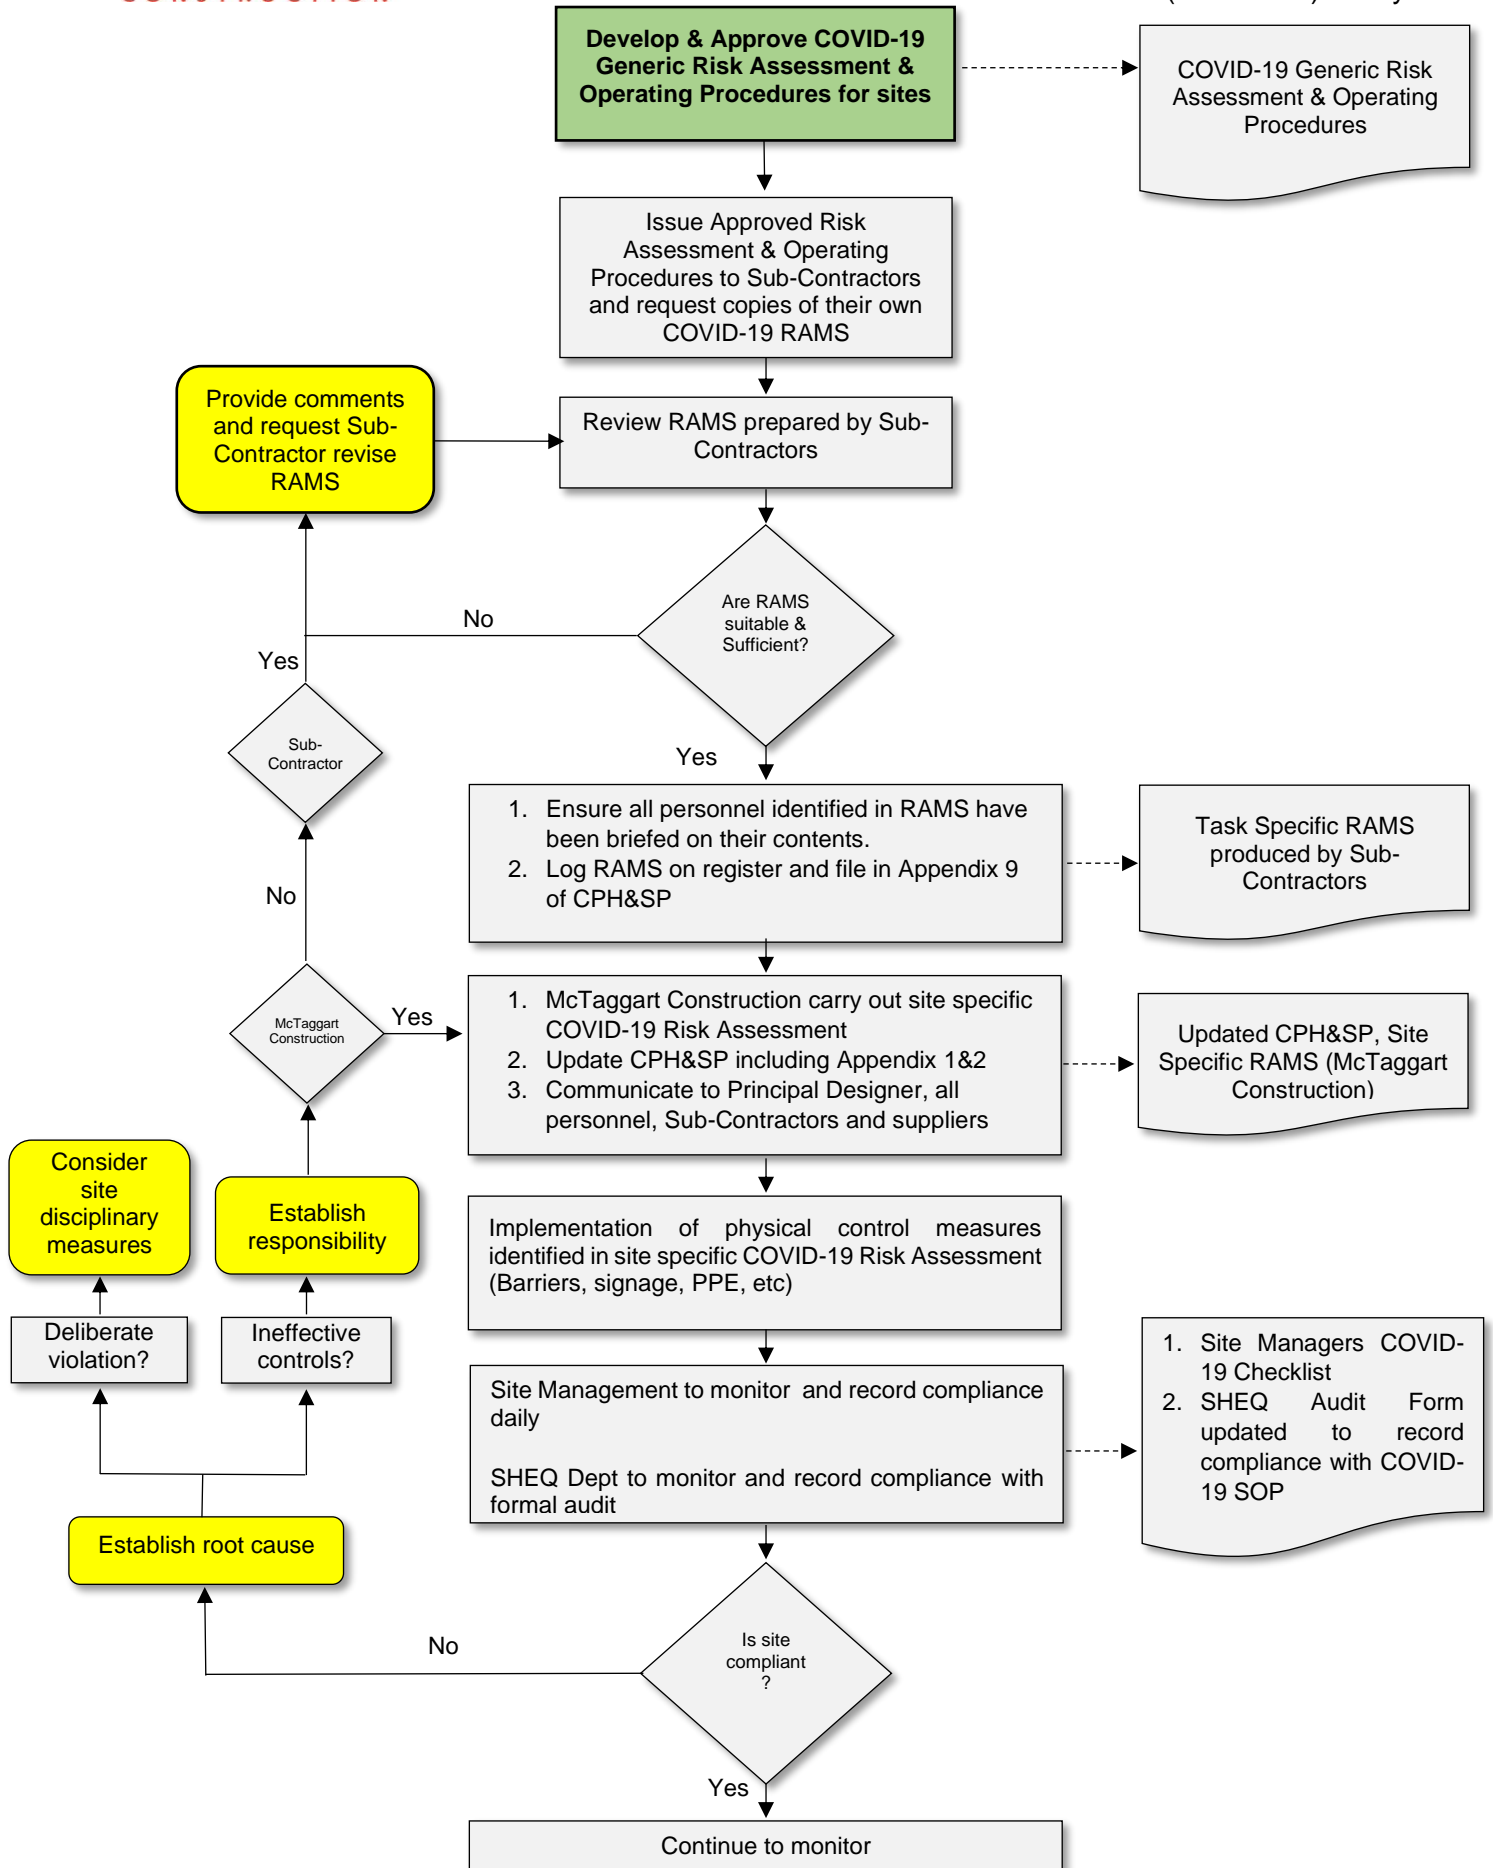 Develop & Approve COVID-19
Generic Risk Assessment &
Operating Procedures for sites
COVID-19 Generic Risk
Assessment & Operating
Procedures
Issue Approved Risk
Assessment & Operating
Procedures to Sub-Contractors
and request copies of their own
COVID-19 RAMS
Provide comments
and request Sub-
Contractor revise
RAMS
Review RAMS prepared by Sub-
Contractors
Are RAMS
suitable &
Sufficient?
No
Yes
Sub-
Contractor
Yes
1. Ensure all personnel identified in RAMS have
been briefed on their contents.
2. Log RAMS on register and file in Appendix 9
of CPH&SP
Task Specific RAMS
produced by Sub-
Contractors
No
McTaggart
Construction
Yes
1. McTaggart Construction carry out site specific
COVID-19 Risk Assessment
2. Update CPH&SP including Appendix 1&2
3. Communicate to Principal Designer, all
personnel, Sub-Contractors and suppliers
Updated CPH&SP, Site
Specific RAMS (McTaggart
Construction)
Consider
site
disciplinary
measures
Establish
responsibility
Implementation of physical control measures
identified in site specific COVID-19 Risk Assessment
(Barriers, signage, PPE, etc)
Deliberate
violation?
Ineffective
controls?
Site Management to monitor and record compliance
daily
SHEQ Dept to monitor and record compliance with
formal audit
1. Site Managers COVID-
19 Checklist
2. SHEQ Audit Form
updated to record
compliance with COVID-
19 SOP
Establish root cause
Is site
compliant
?
No
Yes
Continue to monitor